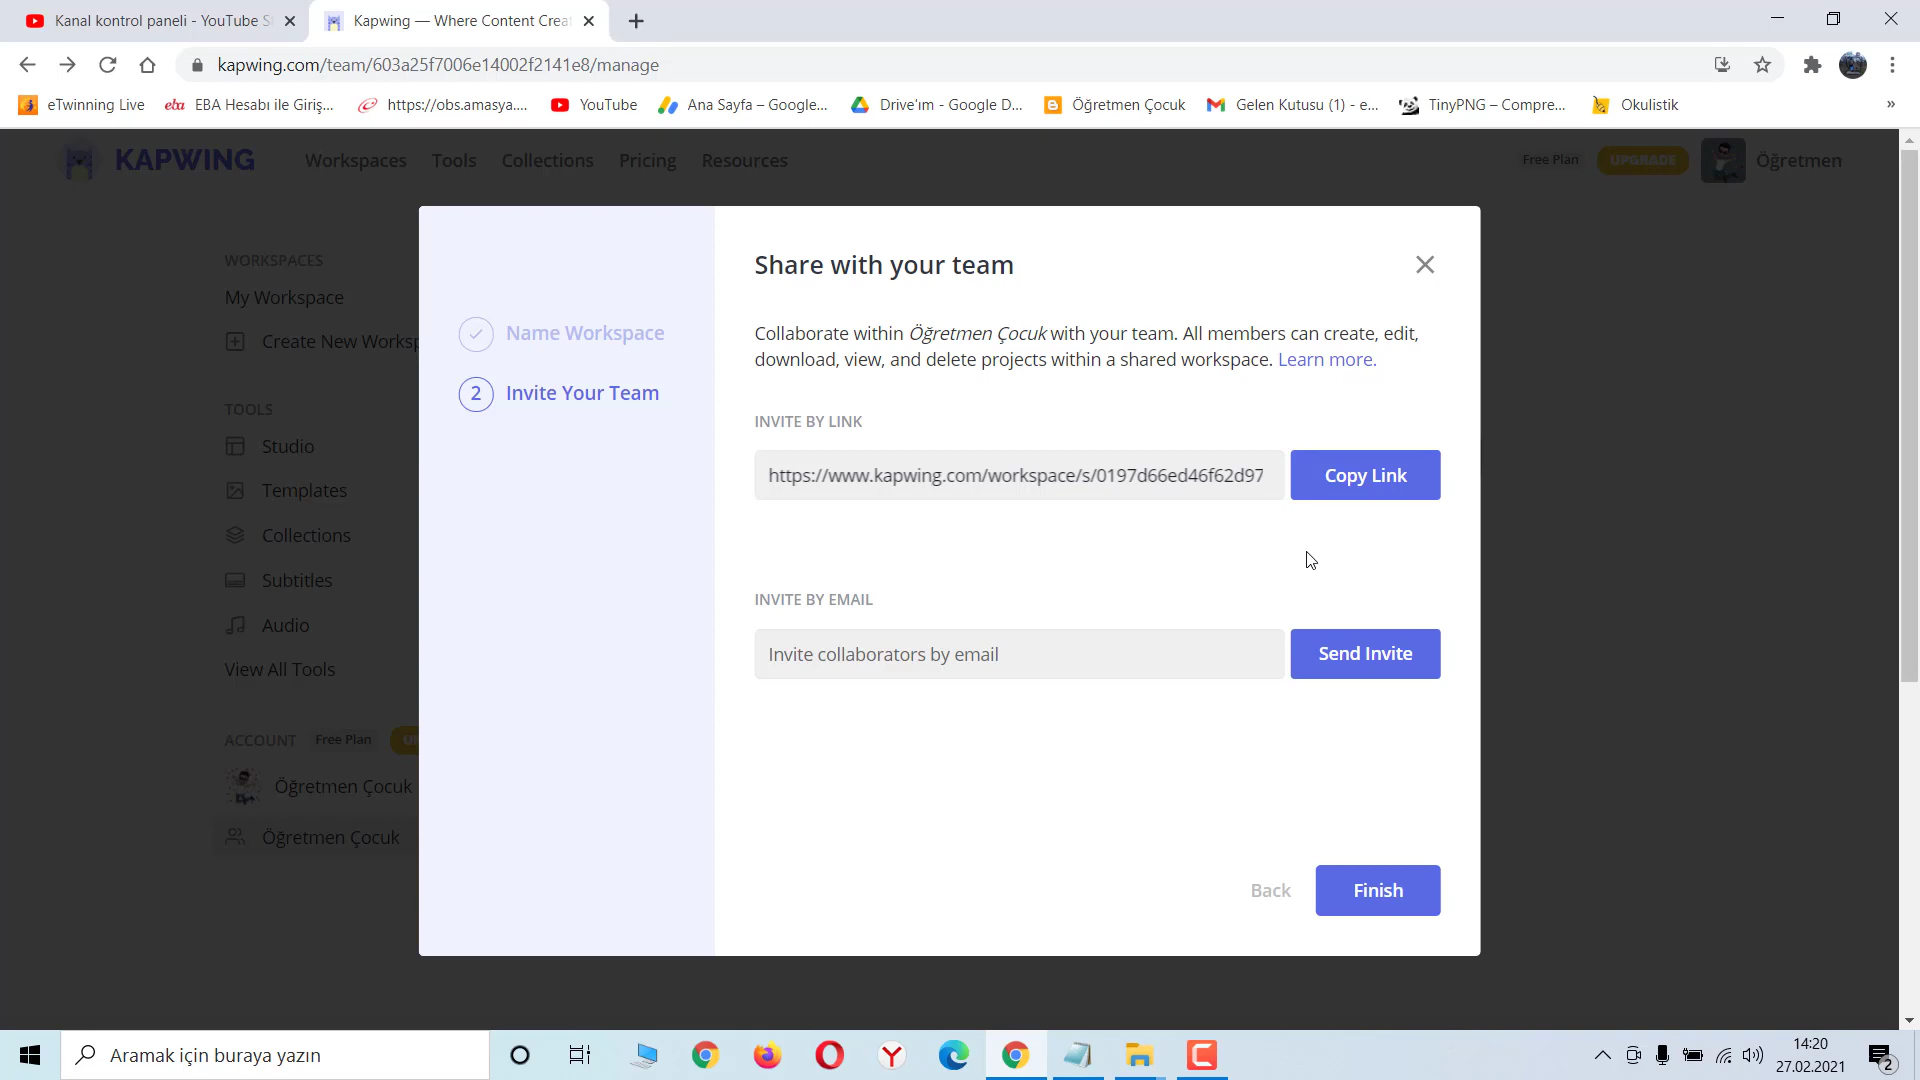 Kanal kontrol paneli - YouTube S
Kapwing — Where Content Crea
kapwing.com/team/603a25f7006e14002f2141e8/manage
eTwinning Live
EBA Hesabı ile Giriş...
https://obs.amasya....
YouTube
Ana Sayfa – Google...
Drive'ım - Google D...
Öğretmen Çocuk
Gelen Kutusu (1) - e...
TinyPNG – Compre...
Okulistik
KAPWING
Workspaces
Tools
Collections
Pricing
Resources
Free Plan
UPGRADE
Öğretmen
WORKSPACES
My Workspace
Create New Worksp
TOOLS
Studio
Templates
Collections
Subtitles
Audio
View All Tools
ACCOUNT
Free Plan
Öğretmen Çocuk
Öğretmen Çocuk
Name Workspace
2 Invite Your Team
Share with your team
Collaborate within Öğretmen Çocuk with your team. All members can create, edit,
download, view, and delete projects within a shared workspace. Learn more.
INVITE BY LINK
https://www.kapwing.com/workspace/s/0197d66ed46f62d97
Copy Link
INVITE BY EMAIL
Invite collaborators by email
Send Invite
Back
Finish
Aramak için buraya yazın
14:20
27.02.2021
2